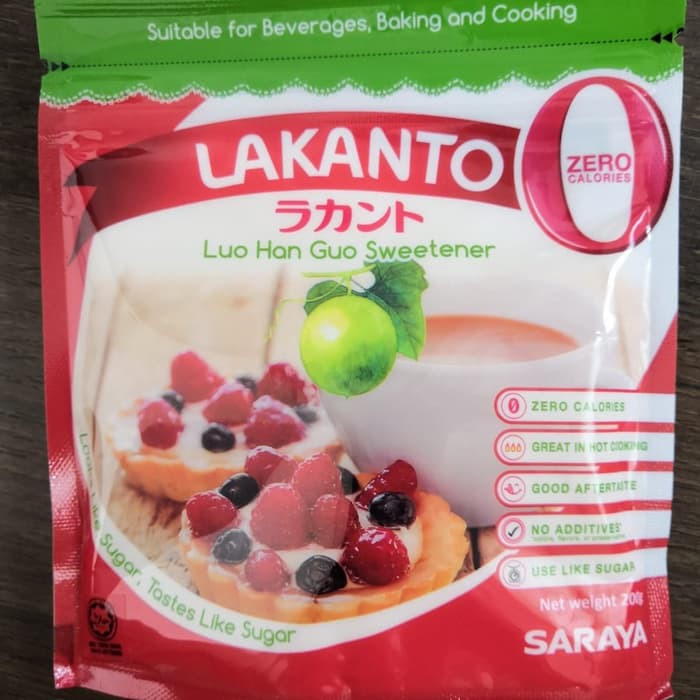 Suitable for Beverages, Baking and Cooking
LAKANTO
ラカント
Luo Han Guo Sweetener
ZERO
CALORIES
ZERO CALORIES
GREAT IN HOT COOKING
GOOD AFTERTASTE
NO ADDITIVES
USE LIKE SUGAR
Looks Like Sugar, Tastes Like Sugar
Net weight 200g
SARAYA